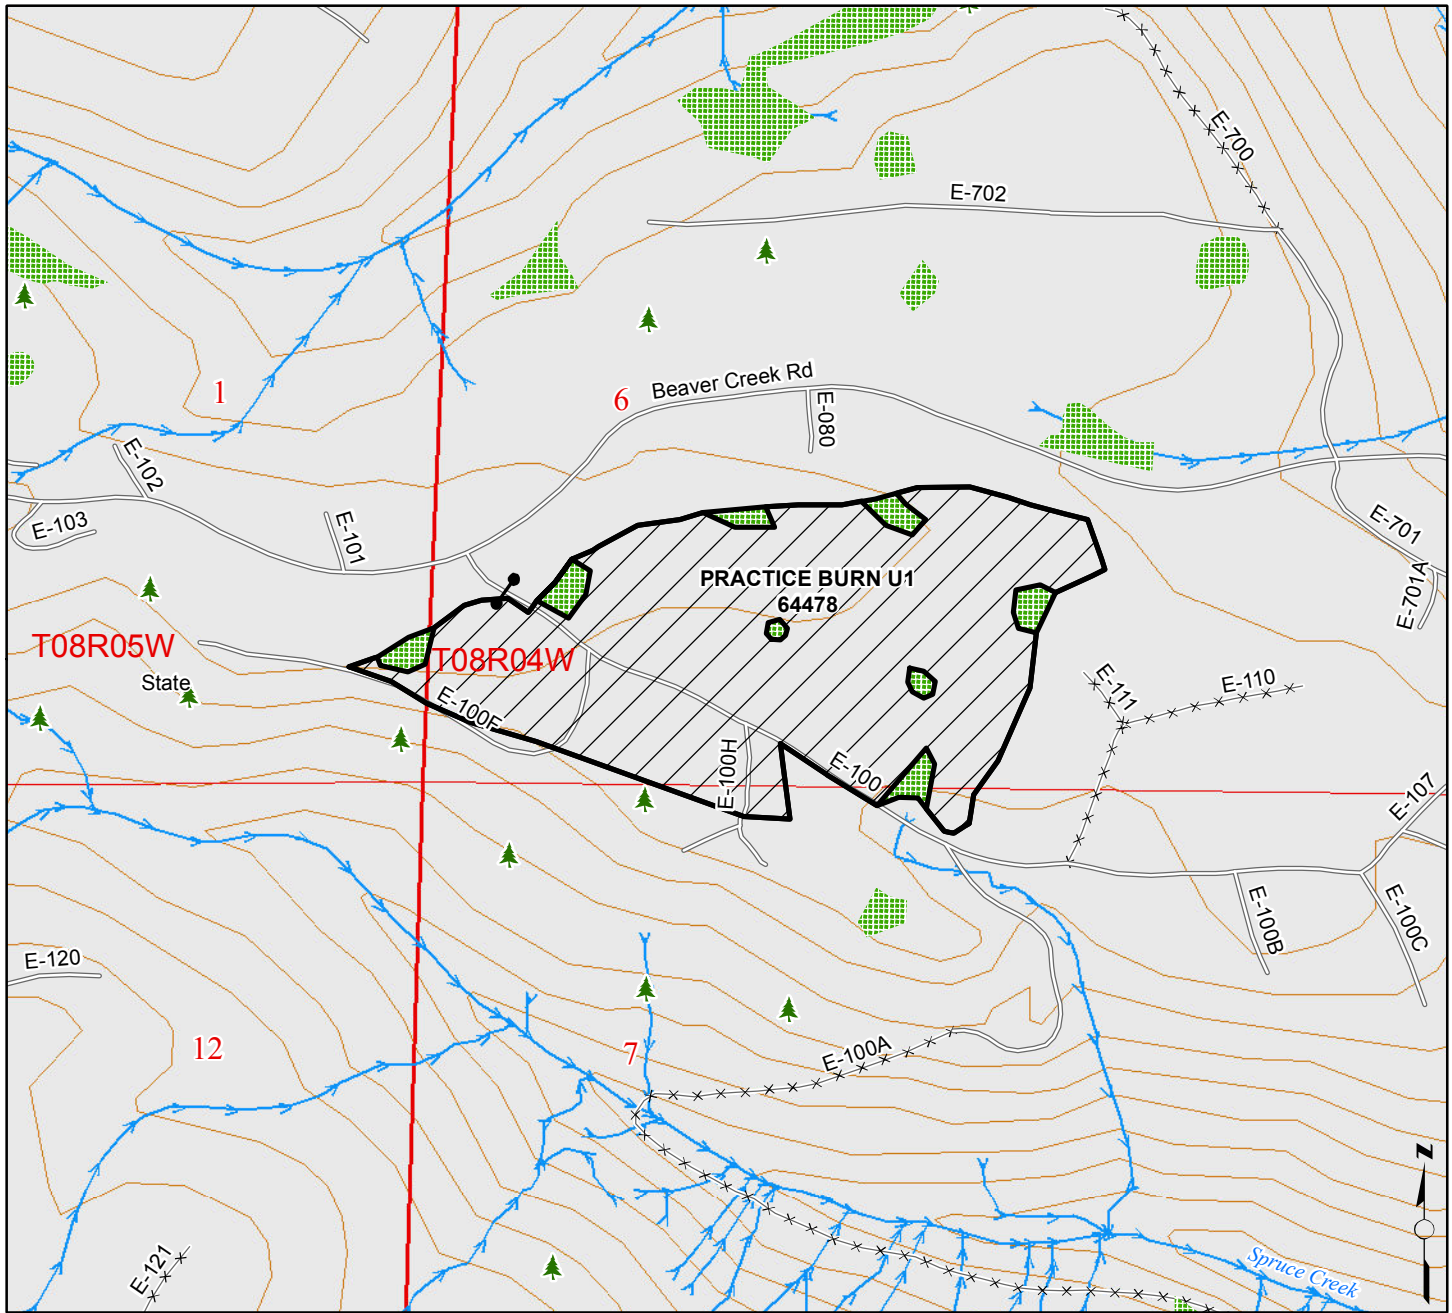 E-700
E-702
1
6
Beaver Creek Rd
E-080
E-102
E-103
E-101
E-701
E-701A
PRACTICE BURN U1
64478
T08R05W
T08R04W
State
E-100F
E-111
E-110
E-100H
E-100
E-107
E-100B
E-100C
E-120
12
7
E-100A
N
E-121
Spruce Creek